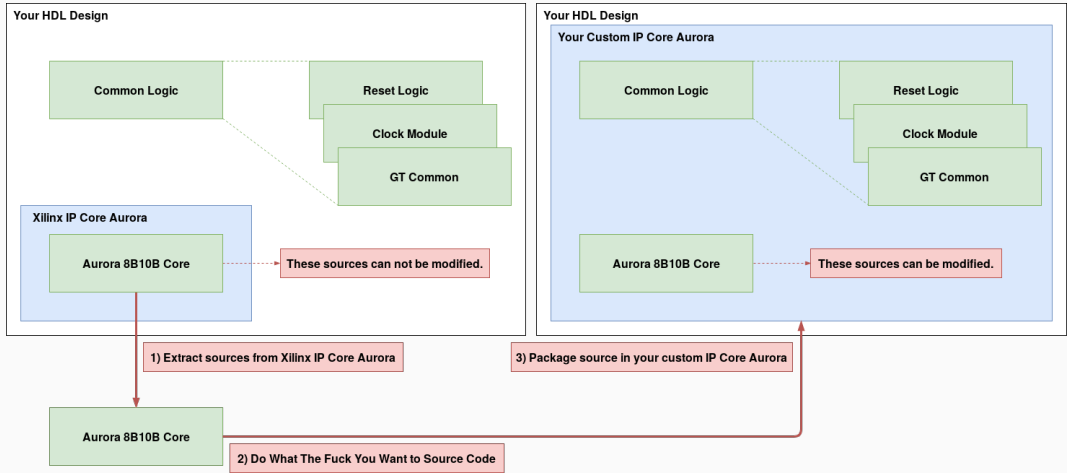 Your HDL Design
Common Logic
Reset Logic
Clock Module
GT Common
Xilinx IP Core Aurora
Aurora 8B10B Core
These sources can not be modified.
Your HDL Design
Your Custom IP Core Aurora
Common Logic
Reset Logic
Clock Module
GT Common
Aurora 8B10B Core
These sources can be modified.
1) Extract sources from Xilinx IP Core Aurora
3) Package source in your custom IP Core Aurora
Aurora 8B10B Core
2) Do What The Fuck You Want to Source Code